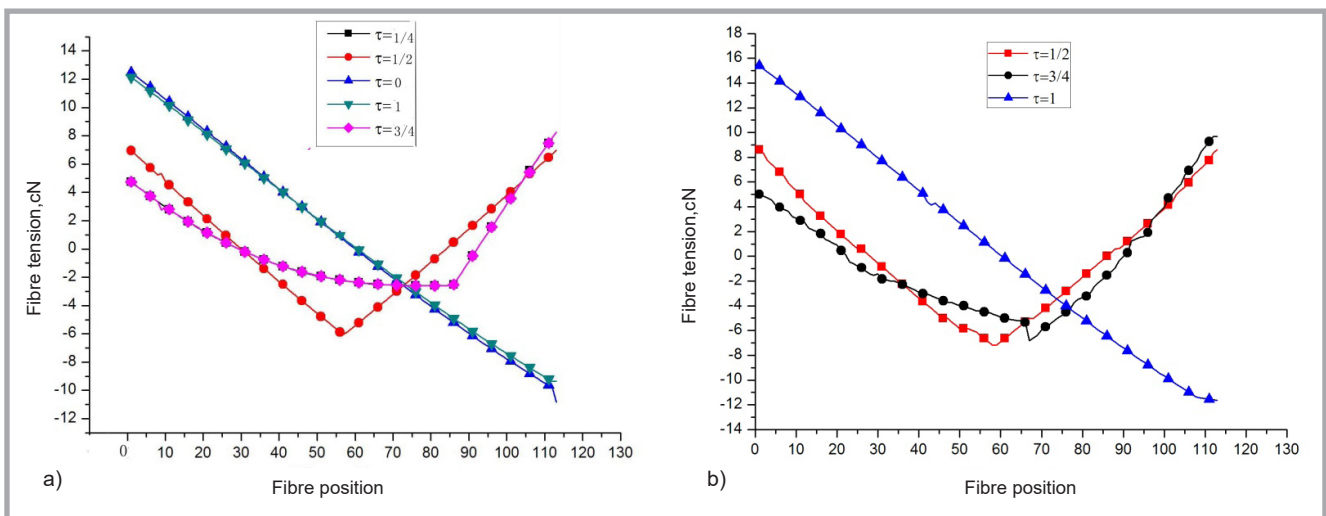 τ=1/4
τ=1/2
τ=0
τ=1
τ=3/4
14
12
10
8
6
4
2
0
-2
-4
-6
-8
-10
-12
Fibre tension,cN
0 10 20 30 40 50 60 70 80 90 100 110 120 130
a)
Fibre position
τ=1/2
τ=3/4
τ=1
18
16
14
12
10
8
6
4
2
0
-2
-4
-6
-8
-10
-12
-14
Fibre tension,cN
0 10 20 30 40 50 60 70 80 90 100 110 120 130
b)
Fibre position